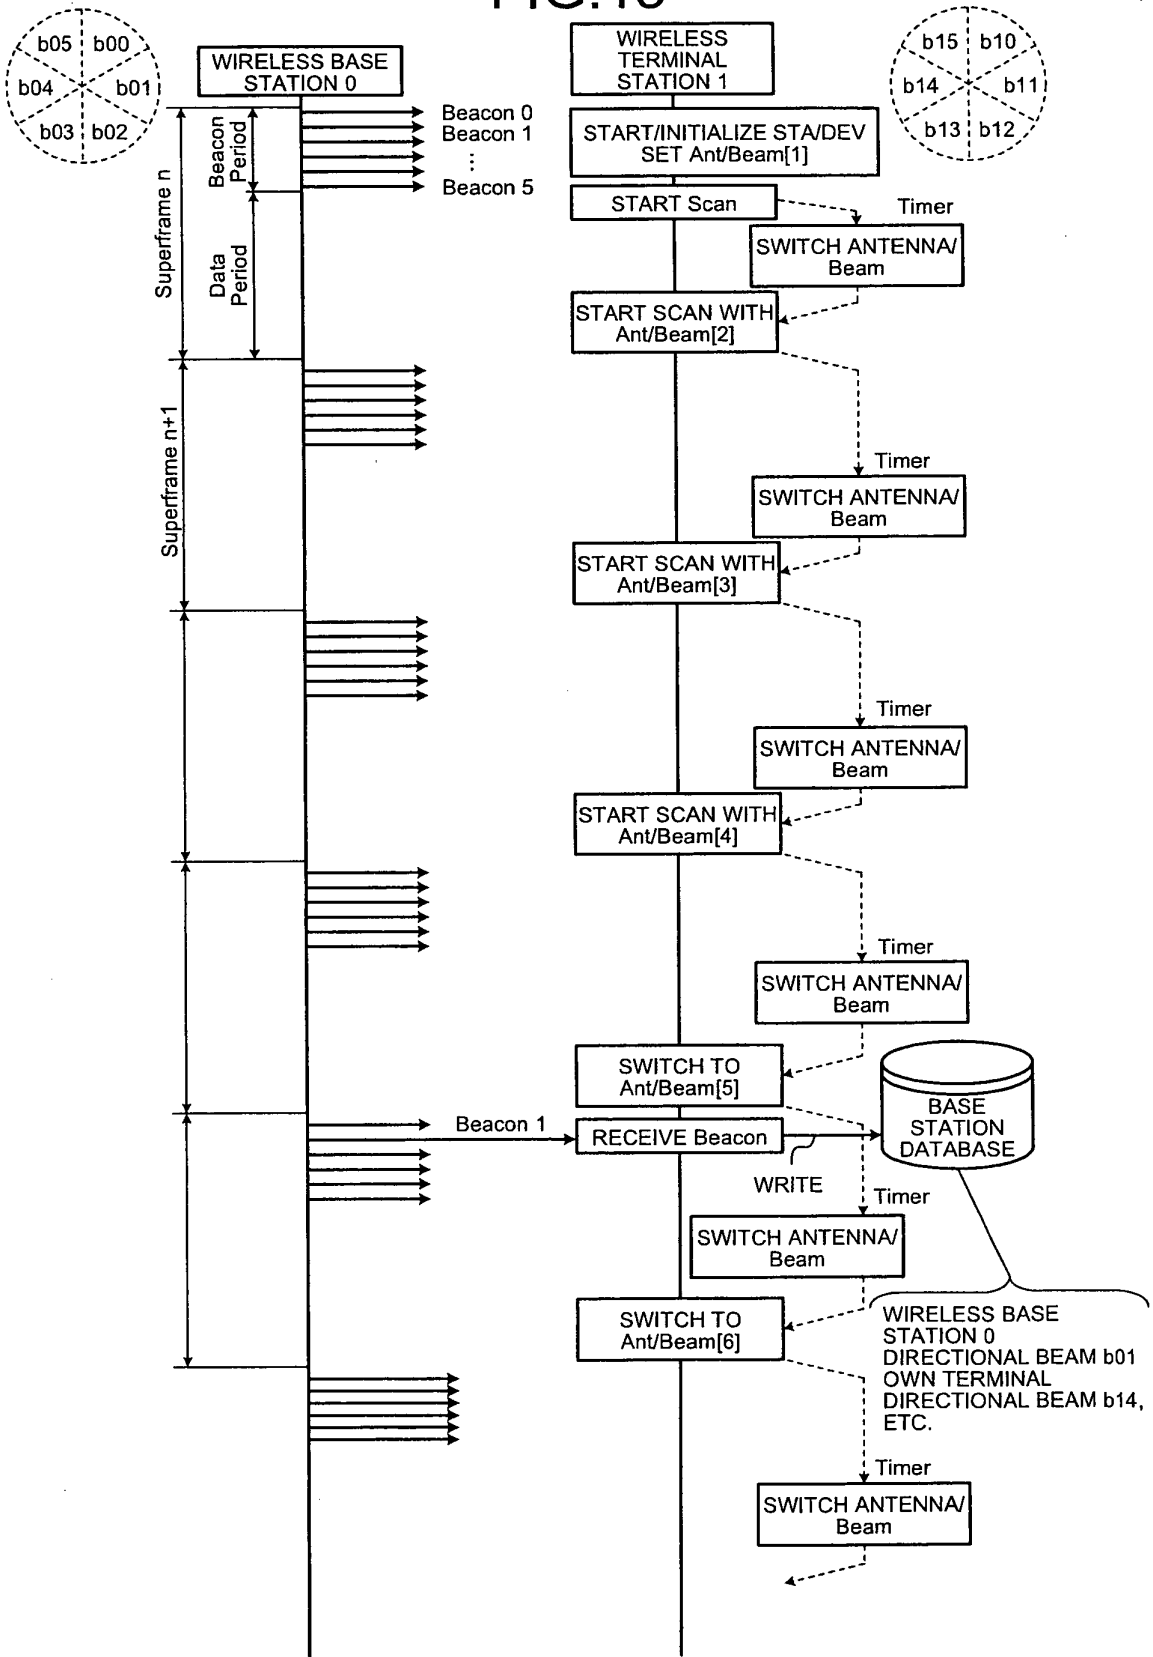 b05
b00
b04
b01
b03
b02
WIRELESS BASE
STATION 0
WIRELESS
TERMINAL
STATION 1
b15
b10
b14
b11
b13
b12
Superframe n
Beacon
Period
Data
Period
Beacon 0
Beacon 1
⋮
Beacon 5
START/INITIALIZE STA/DEV
SET Ant/Beam[1]
START Scan
Timer
SWITCH ANTENNA/
Beam
START SCAN WITH
Ant/Beam[2]
Superframe n+1
Timer
SWITCH ANTENNA/
Beam
START SCAN WITH
Ant/Beam[3]
Timer
SWITCH ANTENNA/
Beam
START SCAN WITH
Ant/Beam[4]
Timer
SWITCH ANTENNA/
Beam
SWITCH TO
Ant/Beam[5]
Beacon 1
RECEIVE Beacon
WRITE
BASE
STATION
DATABASE
Timer
SWITCH ANTENNA/
Beam
SWITCH TO
Ant/Beam[6]
WIRELESS BASE
STATION 0
DIRECTIONAL BEAM b01
OWN TERMINAL
DIRECTIONAL BEAM b14,
ETC.
Timer
SWITCH ANTENNA/
Beam